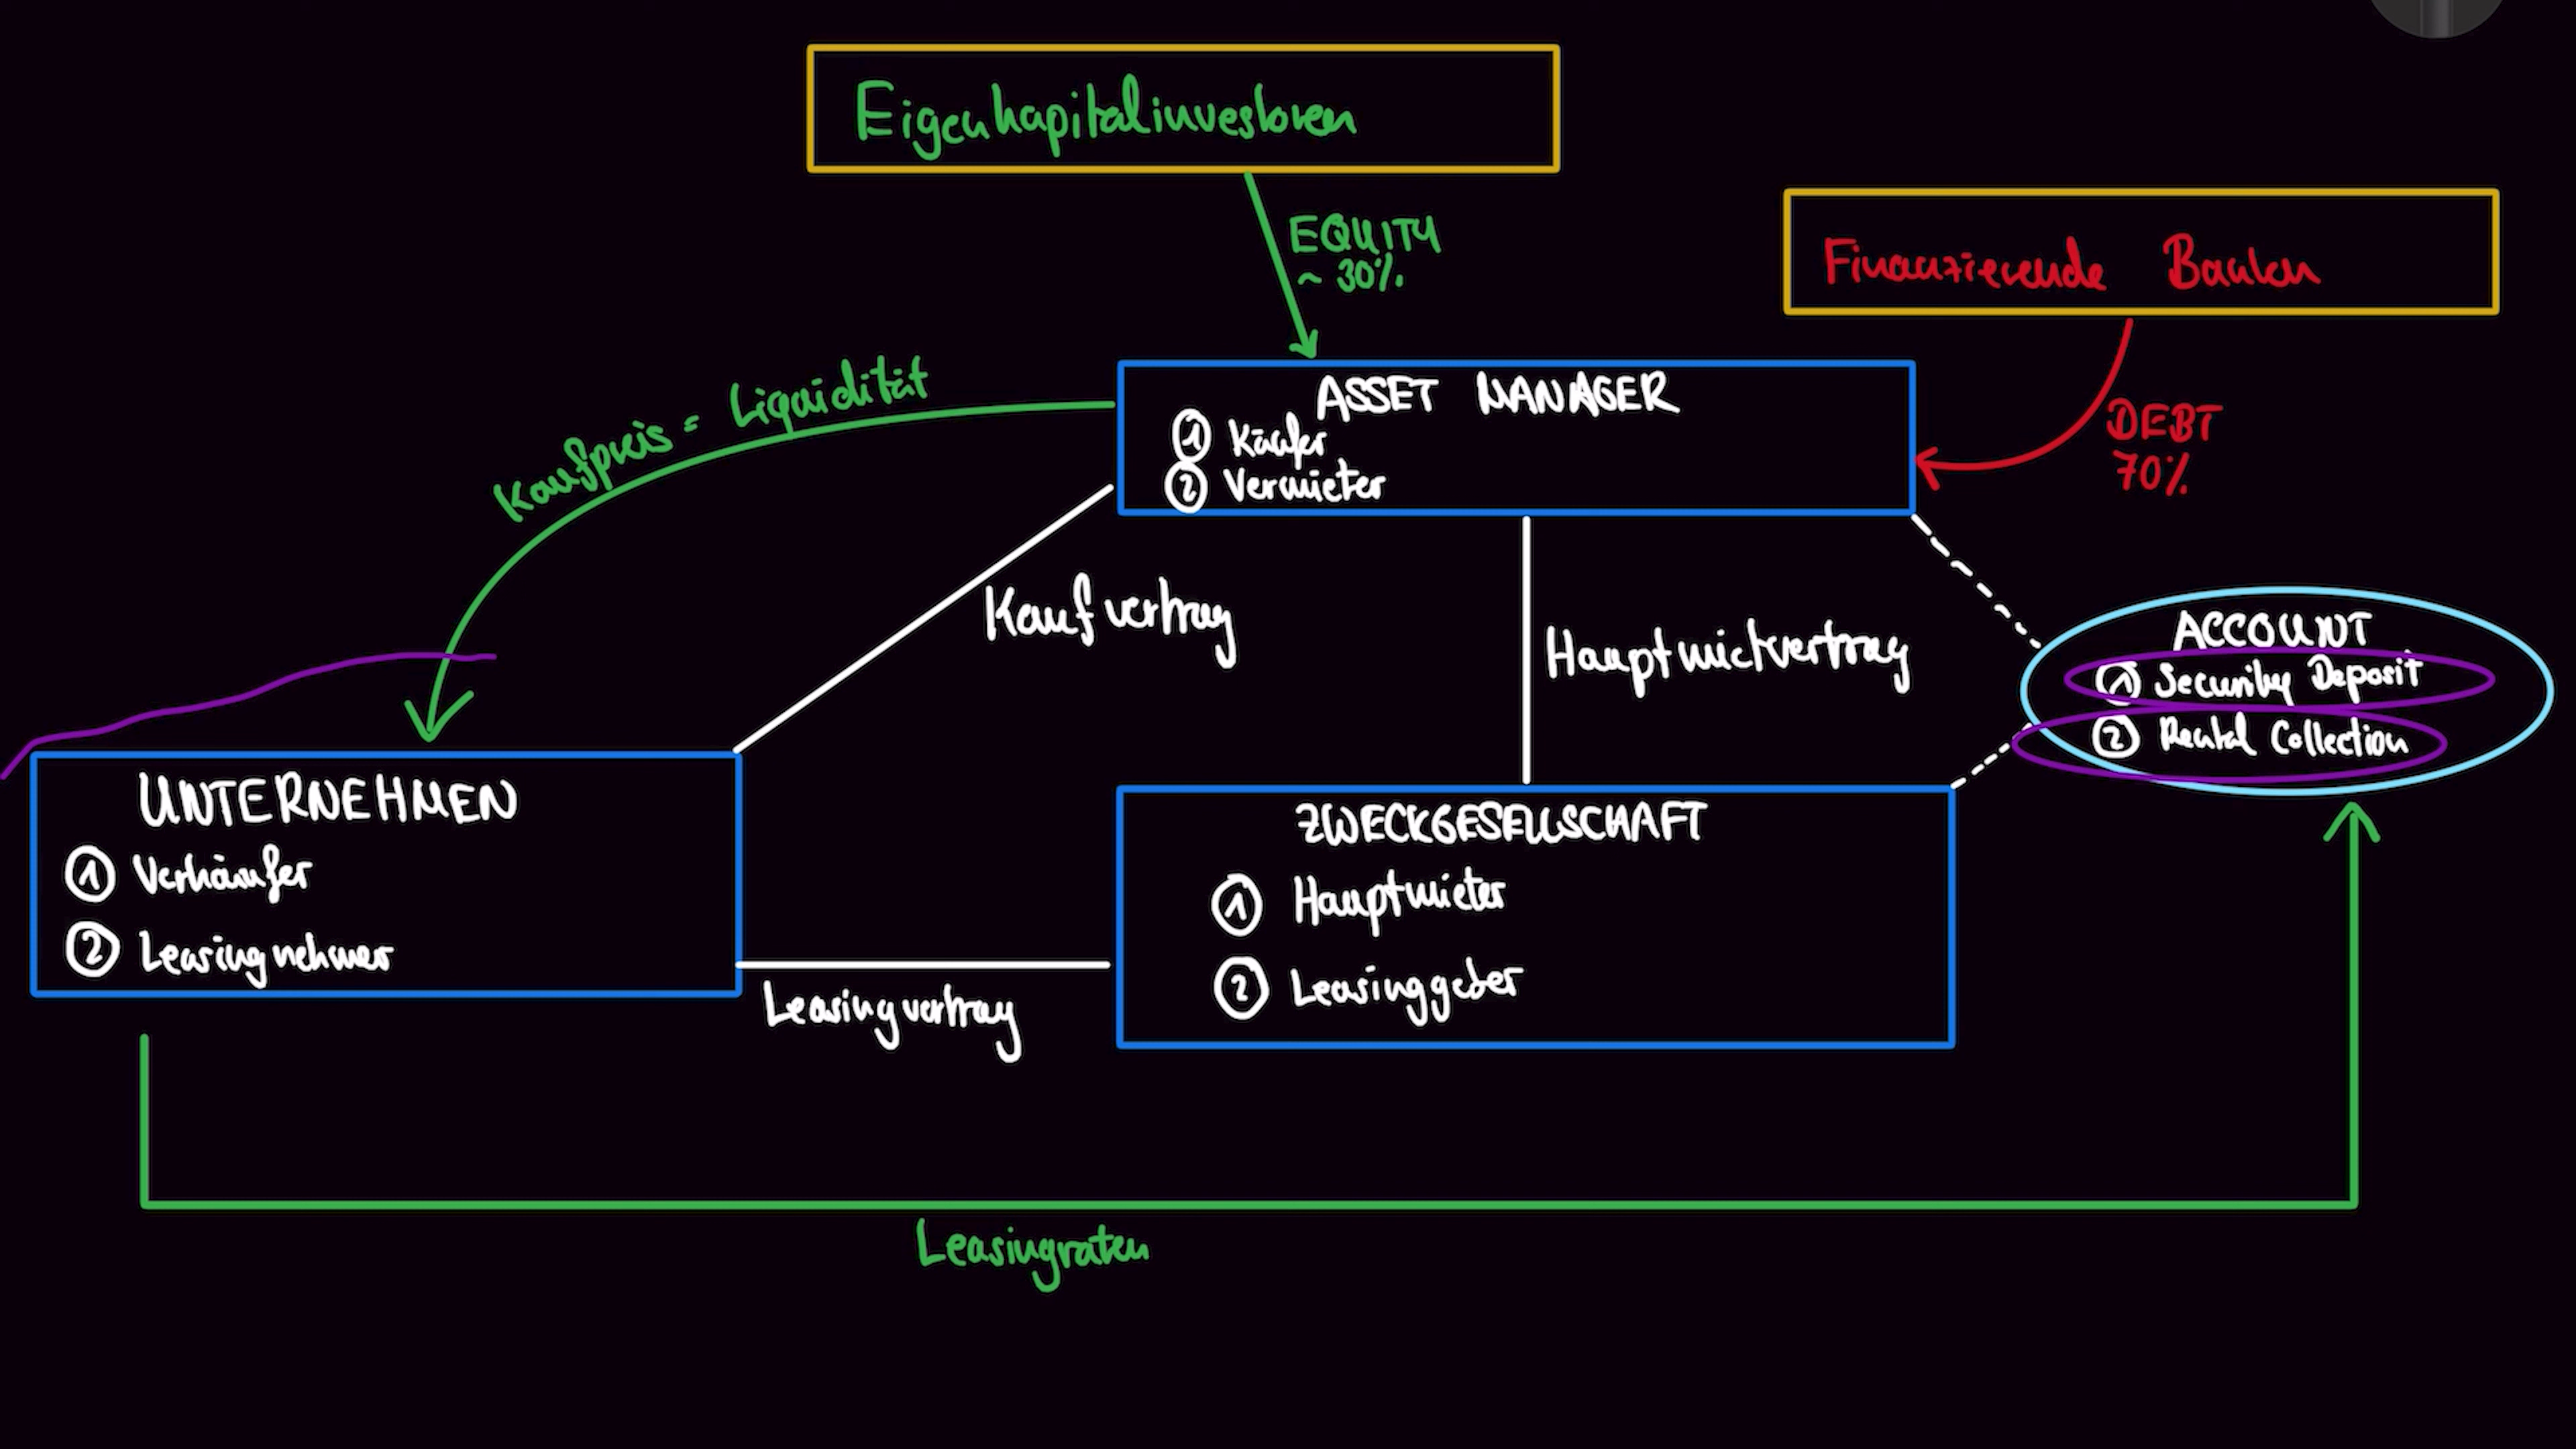 Eigenkapitalinvestoren
EQUITY
~ 30%
Finanzierende Banken
DEBT
70%
Kaufpreis = Liquidität
ASSET MANAGER
① Käufer
② Vermieter
Kaufvertrag
Hauptmietvertrag
ACCOUNT
① Security Deposit
② Rental Collection
UNTERNEHMEN
① Verkäufer
② Leasingnehmer
Leasingvertrag
ZWECKGESELLSCHAFT
① Hauptmieter
② Leasinggeber
Leasingraten